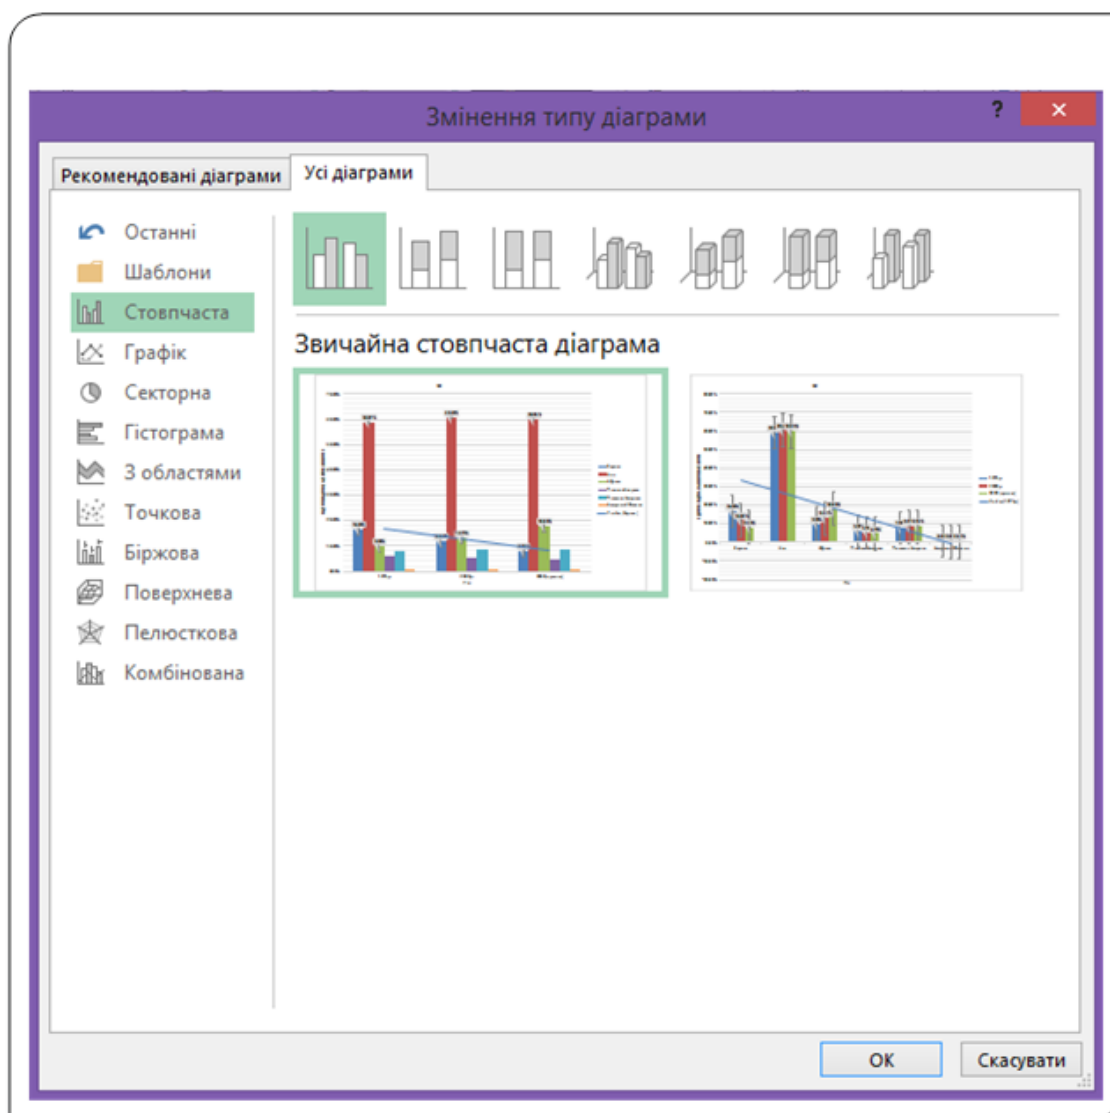 Змінення типу діаграми
?
Рекомендовані діаграми
Усі діаграми
Останні
Шаблони
Стовпчаста
Графік
Секторна
Гістограма
З областями
Точкова
Біржова
Поверхнева
Пелюсткова
Комбінована
Звичайна стовпчаста діаграма
ОК
Скасувати